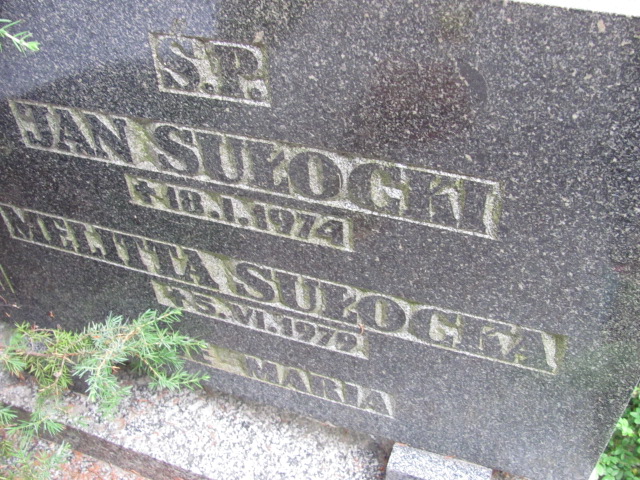 Ś.P.
JAN SUŁOCKI
+ 18.I.1974
MELITTA SUŁOCKA
+ 5.VI.1979
MARIA